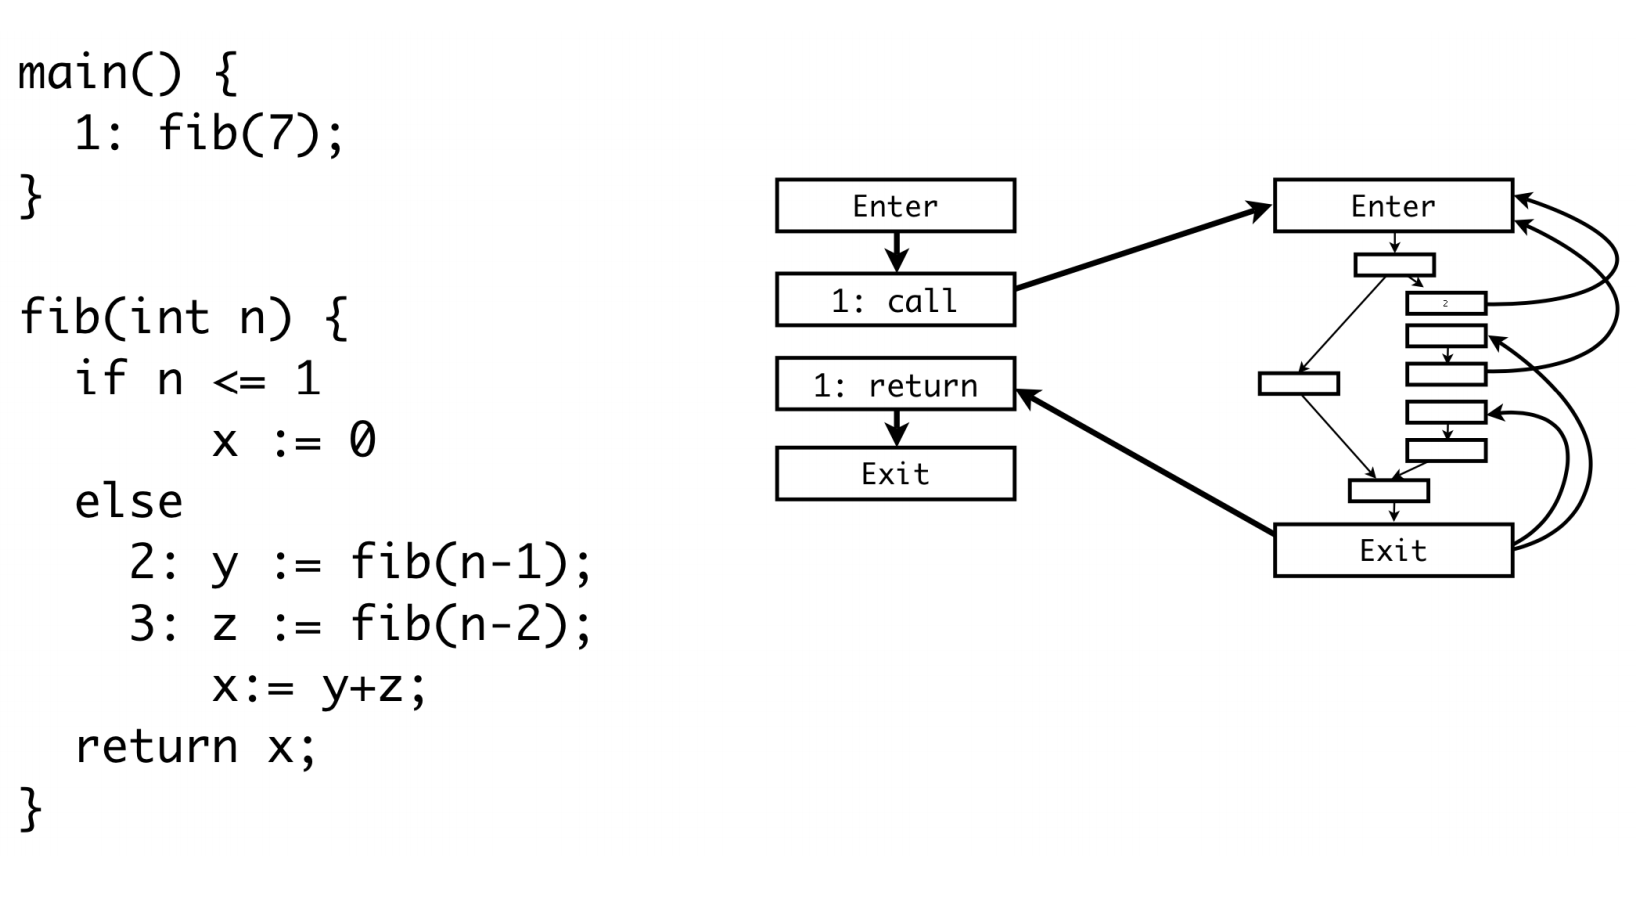 main() {
1: fib(7);
}
fib(int n) {
if n <= 1
x := 0
else
2: y := fib(n-1);
3: z := fib(n-2);
x:= y+z;
return x;
}
Enter
1: call
1: return
Exit
Enter
2
Exit